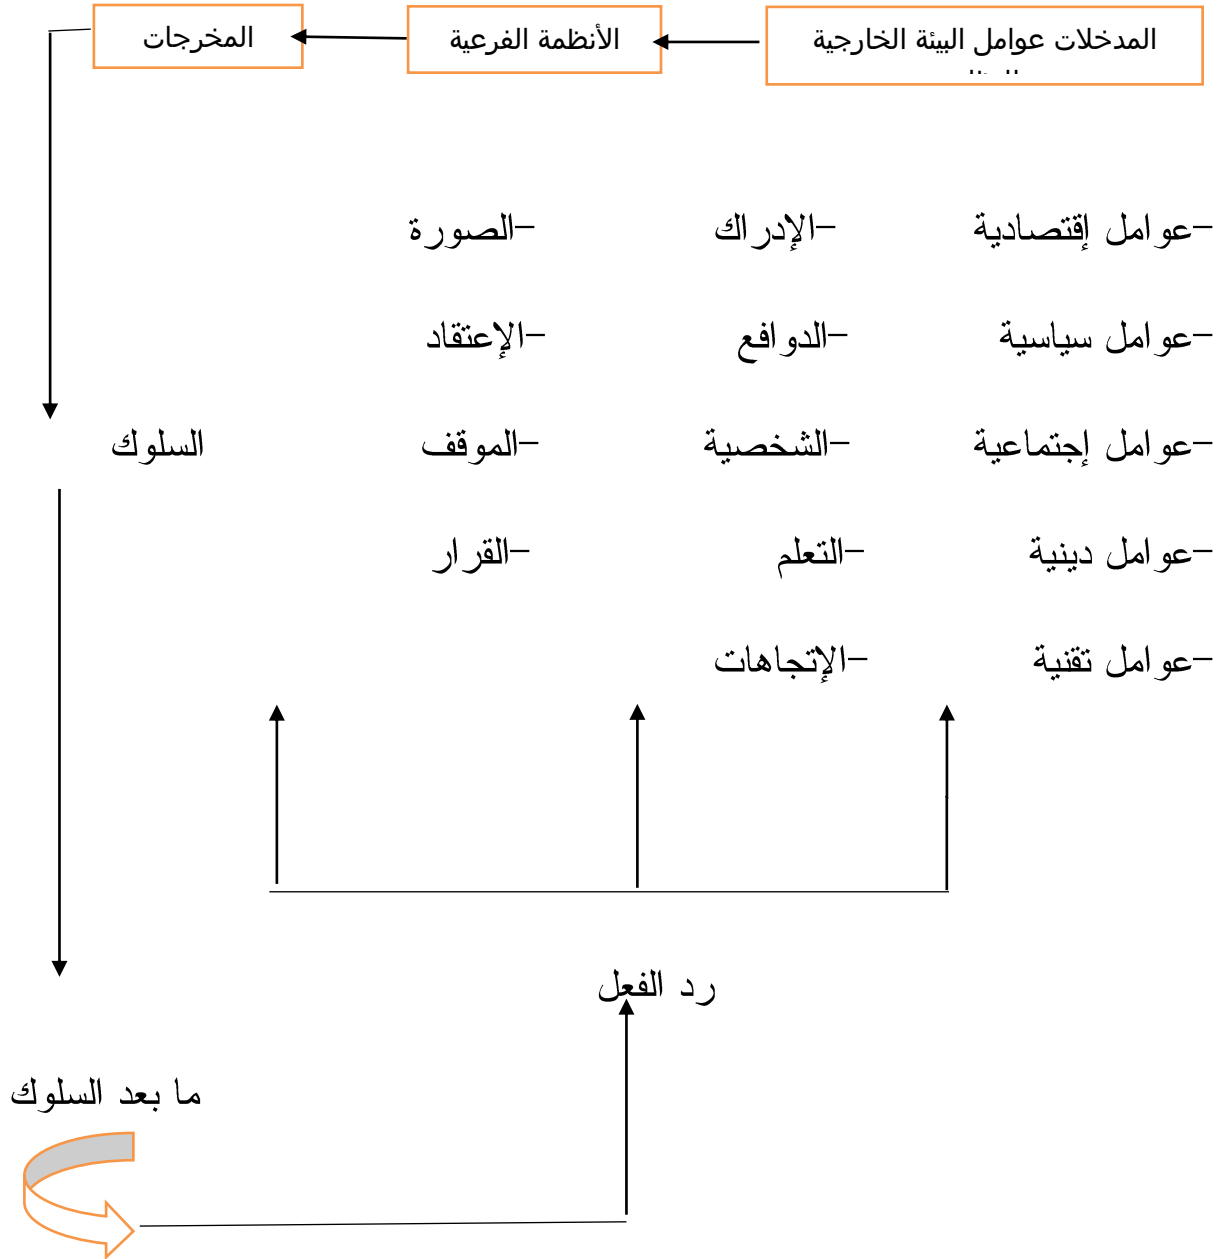 المدخلات عوامل البيئة الخارجية
الأنظمة الفرعية
المخرجات
-عوامل إقتصادية -الإدراك -الصورة
-عوامل سياسية -الدوافع -الإعتقاد
-عوامل إجتماعية -الشخصية -الموقف السلوك
-عوامل دينية -التعلم -القرار
-عوامل تقنية -الإتجاهات
رد الفعل
ما بعد السلوك